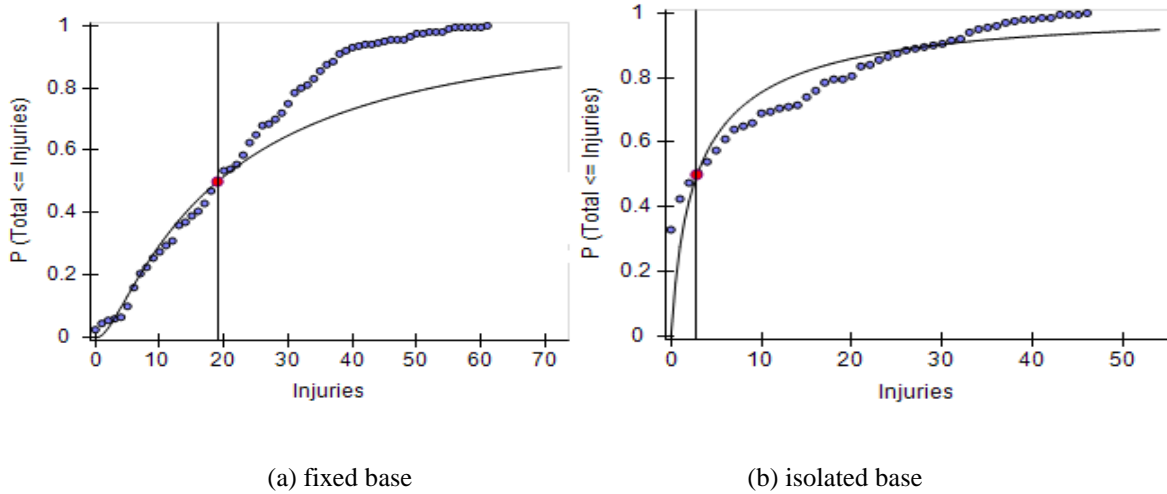 P (Total <= Injuries)
1
0.8
0.6
0.4
0.2
0
0 10 20 30 40 50 60 70
Injuries
P (Total <= Injuries)
1
0.8
0.6
0.4
0.2
0
0 10 20 30 40 50
Injuries
(a) fixed base
(b) isolated base